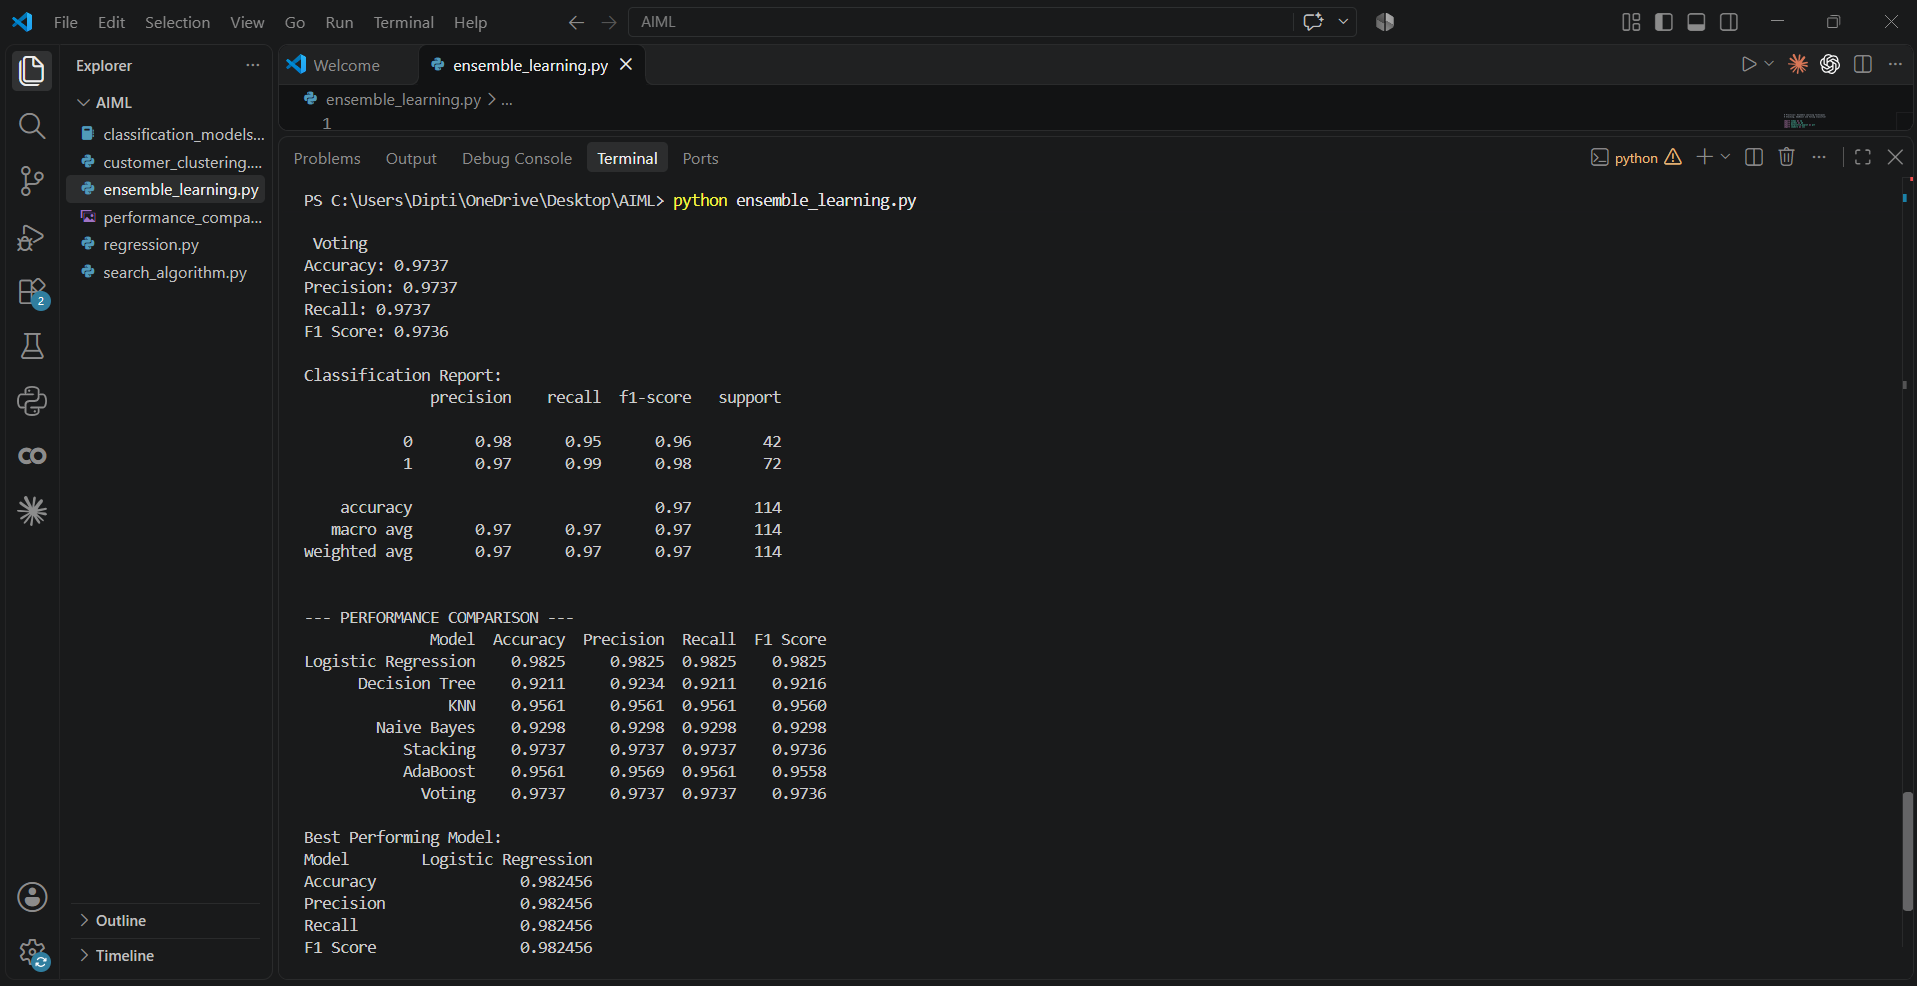 File Edit Selection View Go Run Terminal Help
AIML
Explorer
AIML
classification_models...
customer_clustering....
ensemble_learning.py
performance_compa...
regression.py
search_algorithm.py
2
Outline
Timeline
Welcome
ensemble_learning.py
ensemble_learning.py > ...
1
Problems Output Debug Console Terminal Ports
python
PS C:\Users\Dipti\OneDrive\Desktop\AIML> python ensemble_learning.py
Voting
Accuracy: 0.9737
Precision: 0.9737
Recall: 0.9737
F1 Score: 0.9736
Classification Report:
precision recall f1-score support
0 0.98 0.95 0.96 42
1 0.97 0.99 0.98 72
accuracy 0.97 114
macro avg 0.97 0.97 0.97 114
weighted avg 0.97 0.97 0.97 114
--- PERFORMANCE COMPARISON ---
Model Accuracy Precision Recall F1 Score
Logistic Regression 0.9825 0.9825 0.9825 0.9825
Decision Tree 0.9211 0.9234 0.9211 0.9216
KNN 0.9561 0.9561 0.9561 0.9560
Naive Bayes 0.9298 0.9298 0.9298 0.9298
Stacking 0.9737 0.9737 0.9737 0.9736
AdaBoost 0.9561 0.9569 0.9561 0.9558
Voting 0.9737 0.9737 0.9737 0.9736
Best Performing Model:
Model Logistic Regression
Accuracy 0.982456
Precision 0.982456
Recall 0.982456
F1 Score 0.982456